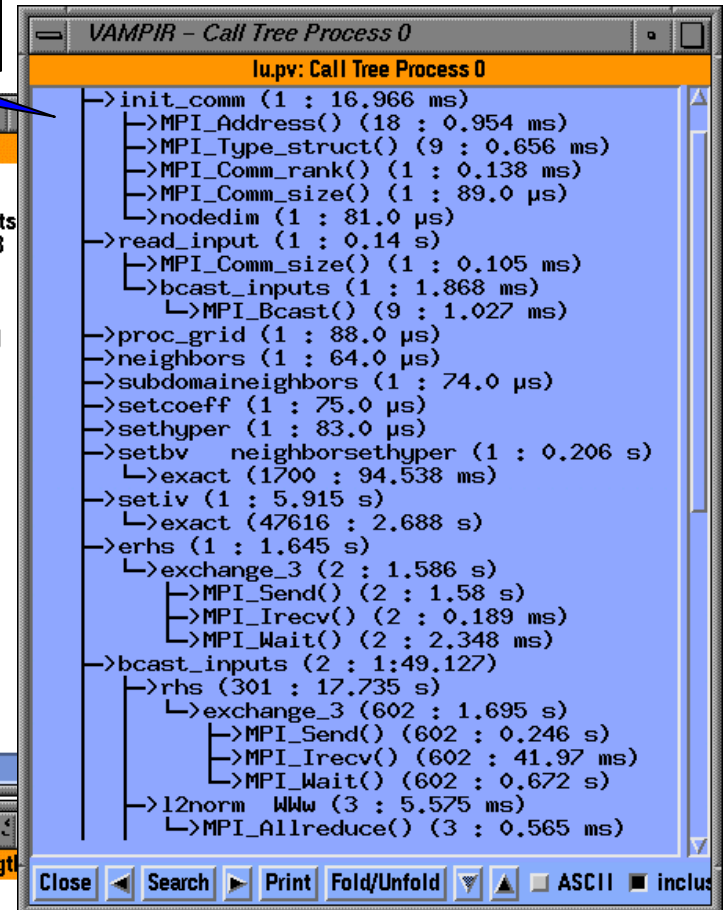 VAMPIR – Call Tree Process 0
lu.pv: Call Tree Process 0
init_comm (1 : 16.966 ms)
MPI_Address() (18 : 0.954 ms)
MPI_Type_struct() (9 : 0.656 ms)
MPI_Comm_rank() (1 : 0.138 ms)
MPI_Comm_size() (1 : 89.0 µs)
nodedim (1 : 81.0 µs)
read_input (1 : 0.14 s)
MPI_Comm_size() (1 : 0.105 ms)
bcast_inputs (1 : 1.868 ms)
MPI_Bcast() (9 : 1.027 ms)
proc_grid (1 : 88.0 µs)
neighbors (1 : 64.0 µs)
subdomaineighbors (1 : 74.0 µs)
setcoeff (1 : 75.0 µs)
sethyper (1 : 83.0 µs)
setbv neighborsethyper (1 : 0.206 s)
exact (1700 : 94.538 ms)
setiv (1 : 5.915 s)
exact (47616 : 2.688 s)
erhs (1 : 1.645 s)
exchange_3 (2 : 1.586 s)
MPI_Send() (2 : 1.58 s)
MPI_Irecv() (2 : 0.189 ms)
MPI_Wait() (2 : 2.348 ms)
bcast_inputs (2 : 1:49.127)
rhs (301 : 17.735 s)
exchange_3 (602 : 1.695 s)
MPI_Send() (602 : 0.246 s)
MPI_Irecv() (602 : 41.97 ms)
MPI_Wait() (602 : 0.672 s)
l2norm WWw (3 : 5.575 ms)
MPI_Allreduce() (3 : 0.565 ms)
Close Search Print Fold/Unfold ASCII inclus